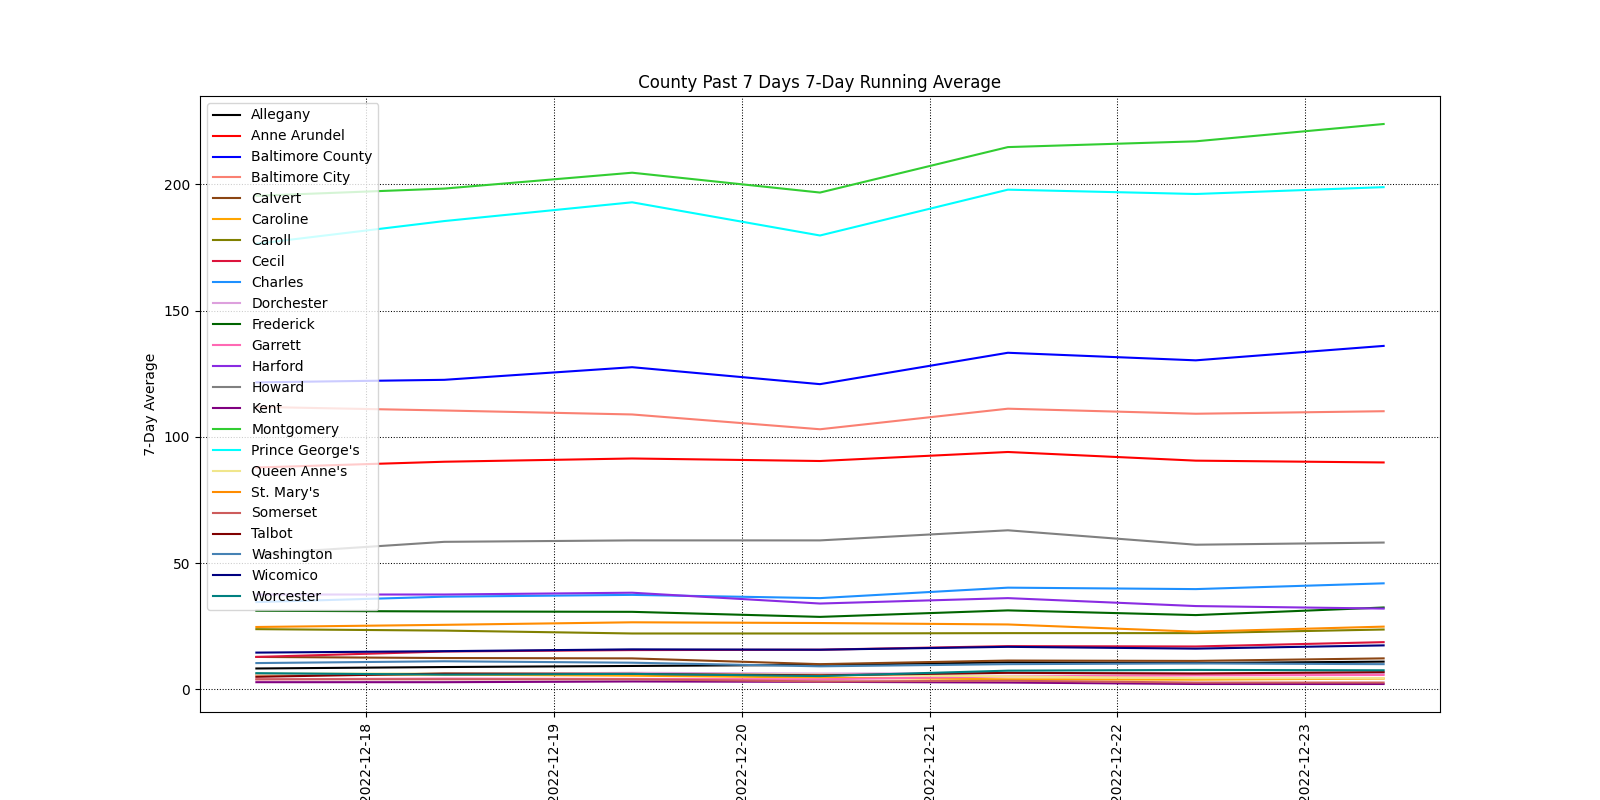 County Past 7 Days 7-Day Running Average
7-Day Average
200
150
100
50
0
Allegany
Anne Arundel
Baltimore County
Baltimore City
Calvert
Caroline
Caroll
Cecil
Charles
Dorchester
Frederick
Garrett
Harford
Howard
Kent
Montgomery
Prince George's
Queen Anne's
St. Mary's
Somerset
Talbot
Washington
Wicomico
Worcester
2022-12-18
2022-12-19
2022-12-20
2022-12-21
2022-12-22
2022-12-23